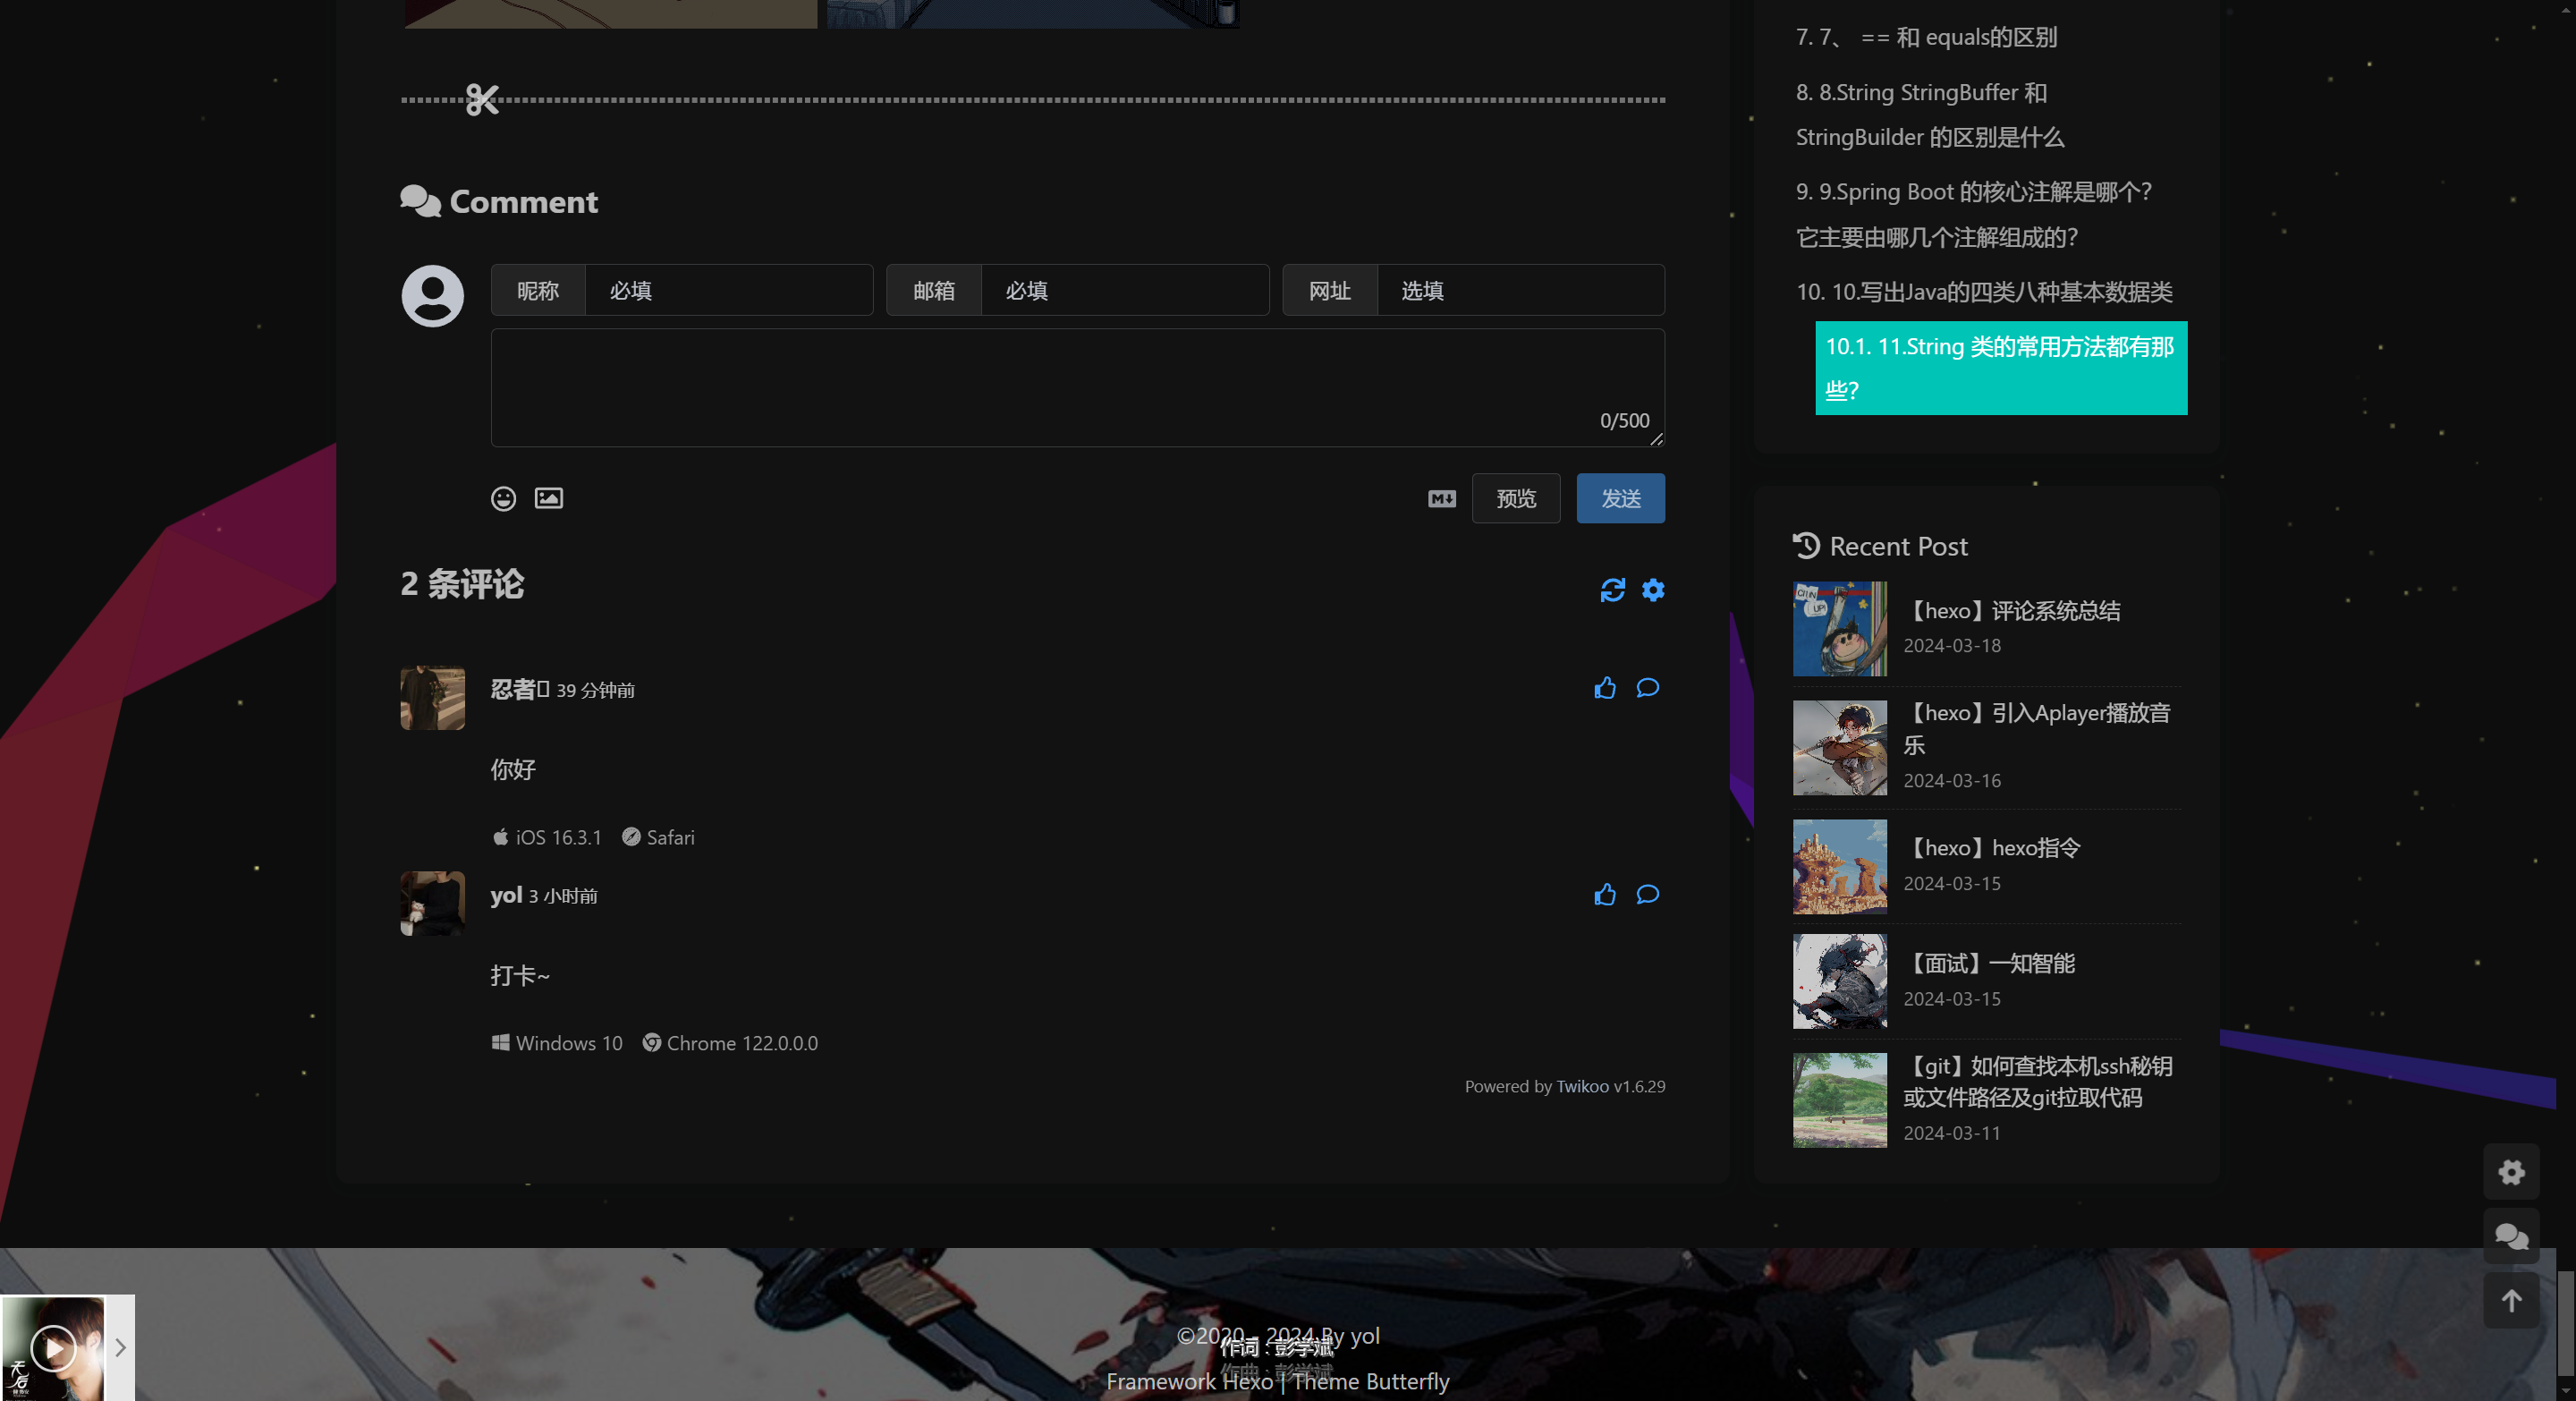 Comment
昵称 必填 邮箱 必填 网址 选填
0/500
预览 发送
2 条评论
忍者 39 分钟前
你好
iOS 16.3.1 Safari
yol 3 小时前
打卡~
Windows 10 Chrome 122.0.0.0
Powered by Twikoo v1.6.29
7. 7、 == 和 equals的区别
8. 8.String StringBuffer 和
StringBuilder 的区别是什么
9. 9.Spring Boot 的核心注解是哪个?
它主要由哪几个注解组成的?
10. 10.写出Java的四类八种基本数据类
10.1. 11.String 类的常用方法都有那
些?
Recent Post
【hexo】评论系统总结
2024-03-18
【hexo】引入Aplayer播放音
乐
2024-03-16
【hexo】hexo指令
2024-03-15
【面试】一知智能
2024-03-15
【git】如何查找本机ssh秘钥
或文件路径及git拉取代码
2024-03-11
©2020 - 2024 By yol
作词 : 彭学斌
作曲 : 彭学斌
Framework Hexo | Theme Butterfly
天后